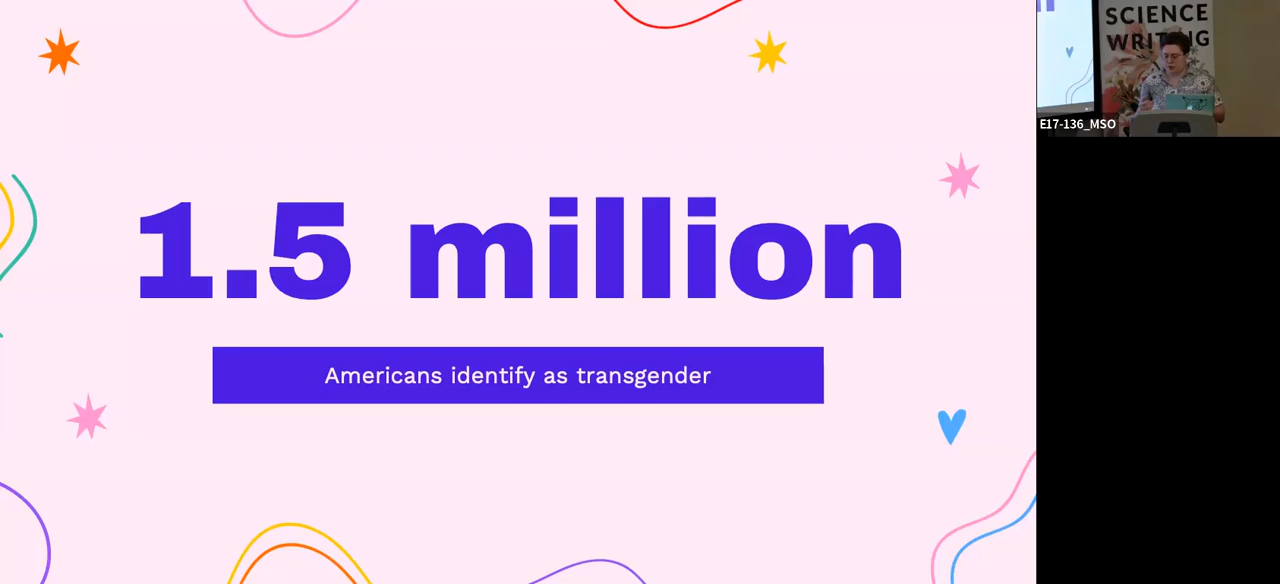 1.5 million
Americans identify as transgender
SCIENCE
WRITING
E17-136_MSO